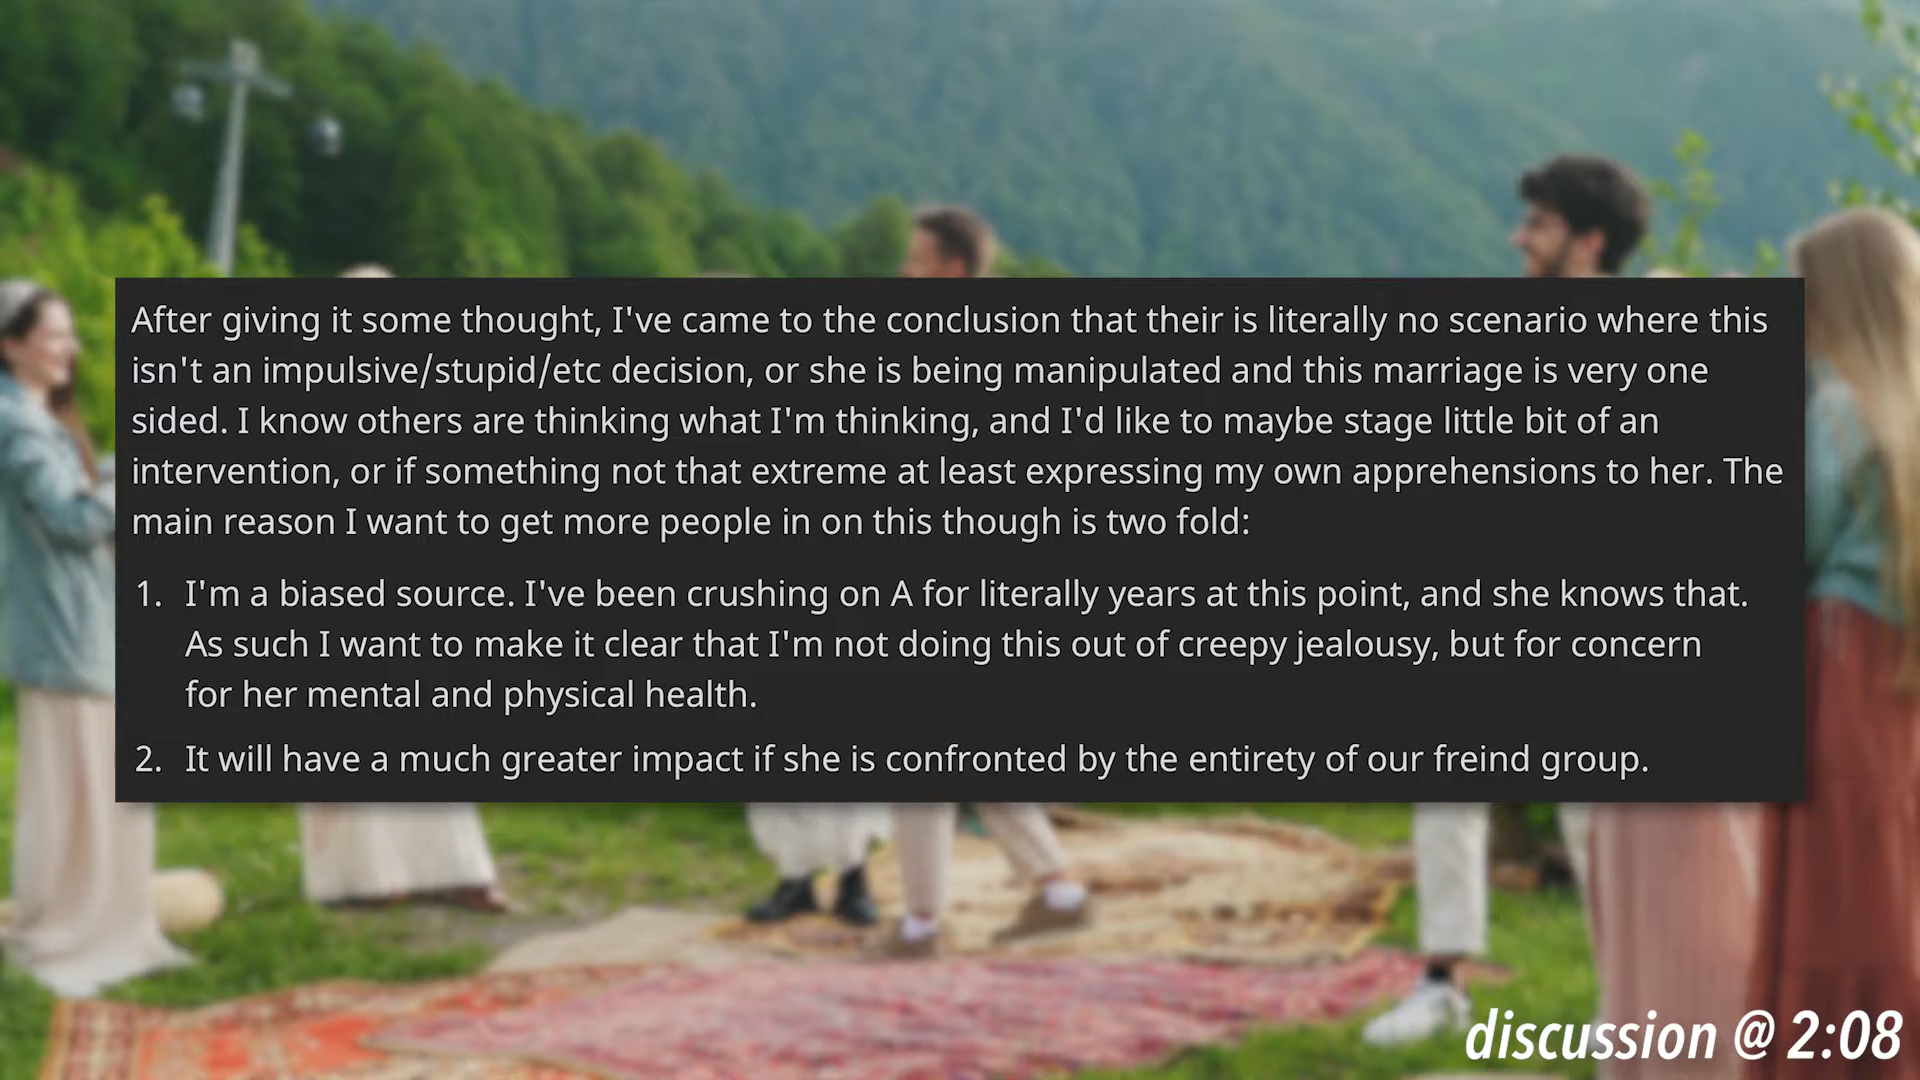 After giving it some thought, I've came to the conclusion that their is literally no scenario where this
isn't an impulsive/stupid/etc decision, or she is being manipulated and this marriage is very one
sided. I know others are thinking what I'm thinking, and I'd like to maybe stage little bit of an
intervention, or if something not that extreme at least expressing my own apprehensions to her. The
main reason I want to get more people in on this though is two fold:
1. I'm a biased source. I've been crushing on A for literally years at this point, and she knows that.
As such I want to make it clear that I'm not doing this out of creepy jealousy, but for concern
for her mental and physical health.
2. It will have a much greater impact if she is confronted by the entirety of our freind group.
discussion @ 2:08